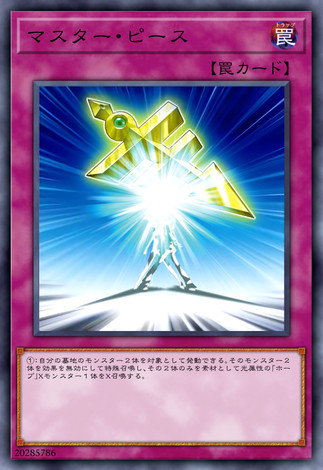 マスター・ピース
トラップ
罠
【罠カード】
①:自分の墓地のモンスター2体を対象として発動できる。そのモンスター2
体を効果を無効にして特殊召喚し、その2体のみを素材として光属性の「ホー
プ」Xモンスター1体をX召喚する。
20285786